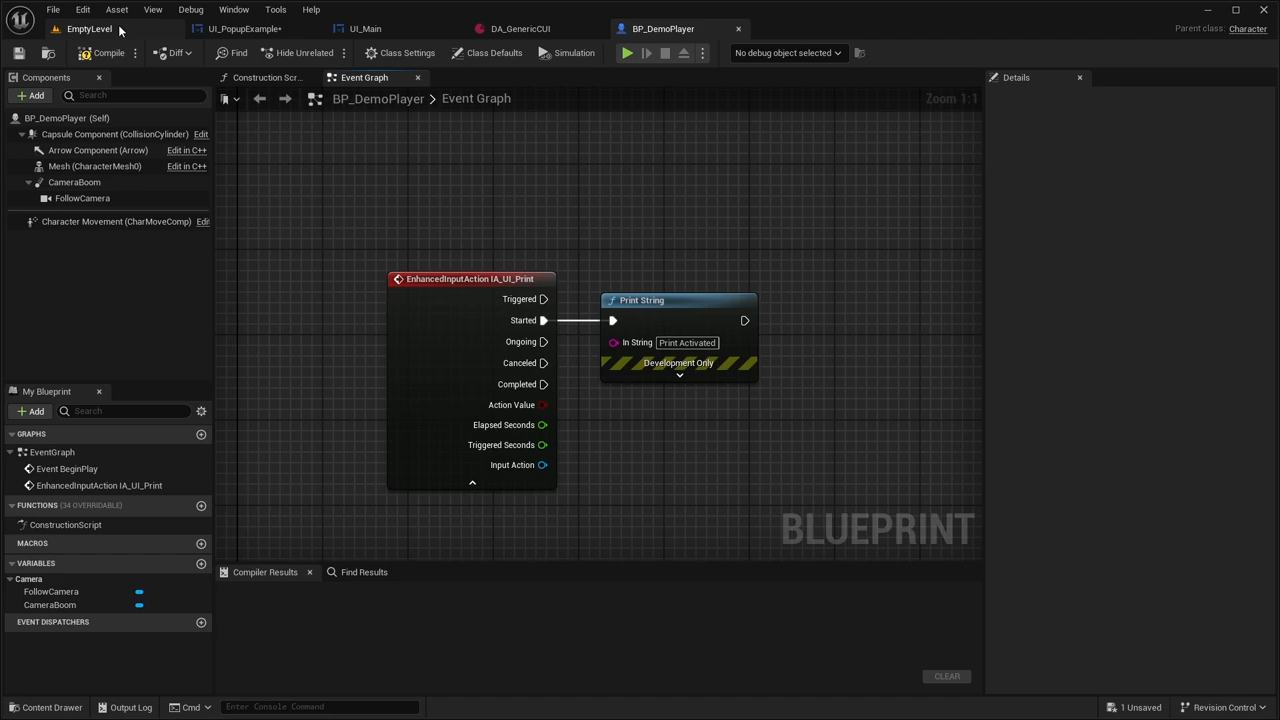 File Edit Asset View Debug Window Tools Help
EmptyLevel UI_PopupExample* UI_Main DA_GenericCUI BP_DemoPlayer Parent class: Character
Compile Diff Find Hide Unrelated Class Settings Class Defaults Simulation No debug object selected
Components Construction Scr... Event Graph Details
Add Search BP_DemoPlayer Event Graph Zoom 1:1
BP_DemoPlayer (Self)
Capsule Component (CollisionCylinder) Edit
Arrow Component (Arrow) Edit in C++
Mesh (CharacterMesh0) Edit in C++
CameraBoom
FollowCamera
Character Movement (CharMoveComp) Edit
EnhancedInputAction IA_UI_Print
Triggered
Started
Ongoing
Canceled
Completed
Action Value
Elapsed Seconds
Triggered Seconds
Input Action
Print String
In String Print Activated
Development Only
My Blueprint
Add Search
GRAPHS
EventGraph
Event BeginPlay
EnhancedInputAction IA_UI_Print
FUNCTIONS (34 OVERRIDABLE)
ConstructionScript
MACROS
VARIABLES
Camera
FollowCamera
CameraBoom
EVENT DISPATCHERS
BLUEPRINT
Compiler Results Find Results
CLEAR
Content Drawer Output Log Cmd Enter Console Command 1 Unsaved Revision Control